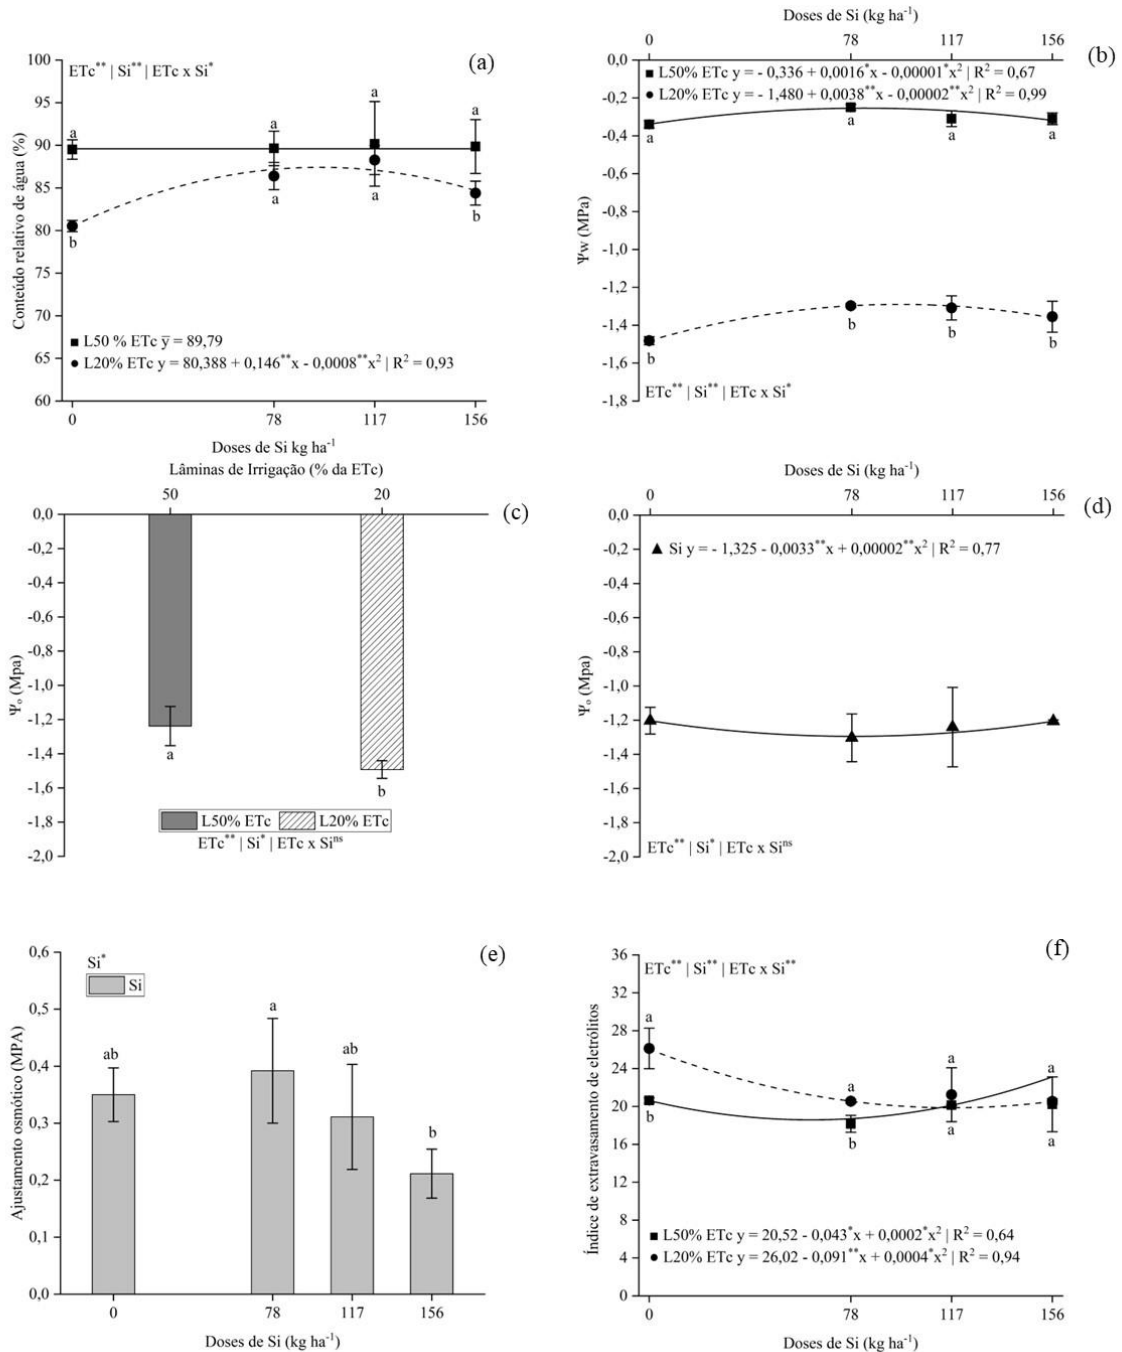 (a)
ETc** | Si** | ETc x Si*
Conteúdo relativo de água (%)
100
95
90
85
80
75
70
65
60
a
a
a
a
b
a
a
b
■ L50 % ETc ȳ = 89,79
● L20% ETc y = 80,388 + 0,146**x - 0,0008**x² | R² = 0,93
0 78 117 156
Doses de Si kg ha⁻¹
Doses de Si (kg ha⁻¹)
0 78 117 156
(b)
■ L50% ETc y = - 0,336 + 0,0016*x - 0,00001*x² | R² = 0,67
● L20% ETc y = - 1,480 + 0,0038**x - 0,00002**x² | R² = 0,99
Ψw (MPa)
0,0
-0,2
-0,4
-0,6
-0,8
-1,0
-1,2
-1,4
-1,6
-1,8
a
a
a
a
b
b
b
b
ETc** | Si** | ETc x Si*
Lâminas de Irrigação (% da ETc)
50 20
(c)
Ψₒ (Mpa)
0,0
-0,2
-0,4
-0,6
-0,8
-1,0
-1,2
-1,4
-1,6
-1,8
-2,0
a
b
L50% ETc L20% ETc
ETc** | Si* | ETc x Siⁿˢ
Doses de Si (kg ha⁻¹)
0 78 117 156
(d)
▲ Si y = - 1,325 - 0,0033**x + 0,00002**x² | R² = 0,77
Ψₒ (Mpa)
0,0
-0,2
-0,4
-0,6
-0,8
-1,0
-1,2
-1,4
-1,6
-1,8
-2,0
ETc** | Si* | ETc x Siⁿˢ
(e)
Si*
Si
Ajustamento osmótico (MPA)
0,6
0,5
0,4
0,3
0,2
0,1
0,0
ab
a
ab
b
0 78 117 156
Doses de Si (kg ha⁻¹)
(f)
ETc** | Si** | ETc x Si**
Índice de extravasamento de eletrólitos
36
32
28
24
20
16
12
8
4
0
a
a
a
a
b
b
a
a
■ L50% ETc y = 20,52 - 0,043*x + 0,0002*x² | R² = 0,64
● L20% ETc y = 26,02 - 0,091**x + 0,0004*x² | R² = 0,94
0 78 117 156
Doses de Si (kg ha⁻¹)